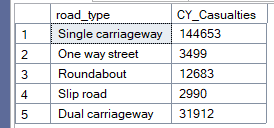 road_type CY_Casualties
1 Single carriageway 144653
2 One way street 3499
3 Roundabout 12683
4 Slip road 2990
5 Dual carriageway 31912